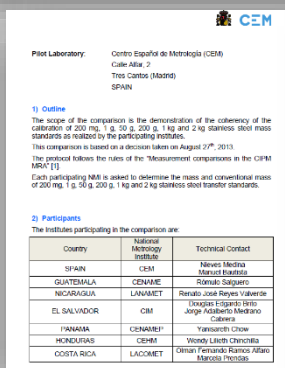 CEM
Pilot Laboratory: Centro Español de Metrología (CEM)
Calle Alfar, 2
Tres Cantos (Madrid)
SPAIN
1) Outline
The scope of the comparison is the demonstration of the coherency of the
calibration of 200 mg, 1 g, 50 g, 200 g, 1 kg and 2 kg stainless steel mass
standards as realized by the participating institutes.
This comparison is based on a decision taken on August 27th, 2013.
The protocol follows the rules of the "Measurement comparisons in the CIPM
MRA" [1].
Each participating NMI is asked to determine the mass and conventional mass
of 200 mg, 1 g, 50 g, 200 g, 1 kg and 2 kg stainless steel transfer standards.
2) Participants
The Institutes participating in the comparison are:
Country National Metrology Institute Technical Contact
SPAIN CEM Nieves Medina Manuel Bautista
GUATEMALA CENAME Rómulo Salguero
NICARAGUA LANAMET Renato José Reyes Valverde
EL SALVADOR CIM Douglas Edgardo Brito Jorge Adalberto Medrano Cabrera
PANAMA CENAMEP Yanisareth Chow
HONDURAS CEHM Wendy Lilieth Chinchilla
COSTA RICA LACOMET Olman Fernando Ramos Alfaro Marcela Prendas